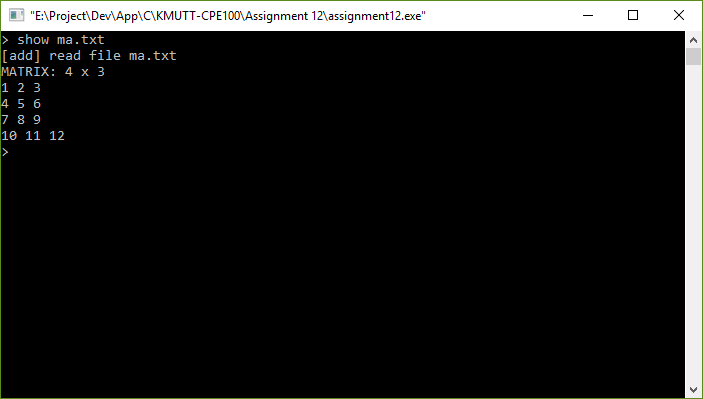 "E:\Project\Dev\App\C\KMUTT-CPE100\Assignment 12\assignment12.exe"
> show ma.txt
[add] read file ma.txt
MATRIX: 4 x 3
1 2 3
4 5 6
7 8 9
10 11 12
>